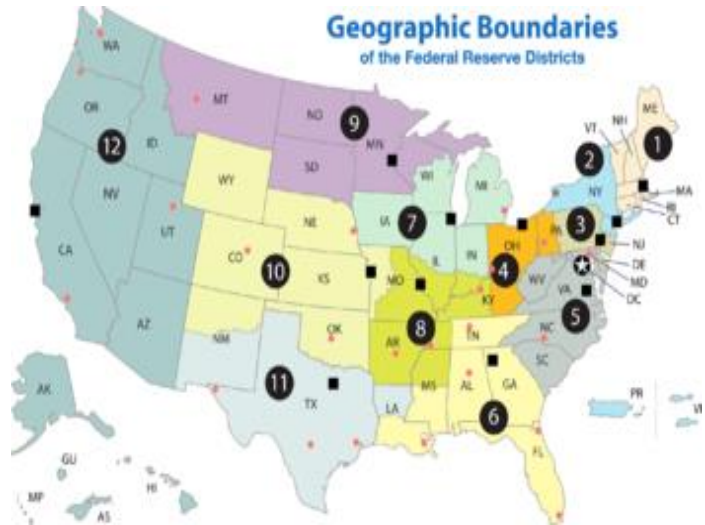 Geographic Boundaries
of the Federal Reserve Districts
WA
MT
ND
9
MN
OR
ID
12
SD
WI
MI
VT
NH
ME
1
2
NY
MA
RI
CT
WY
IA
7
NE
NV
UT
CA
CO
10
KS
MO
IL
IN
OH
4
PA
3
NJ
DE
MD
DC
WV
VA
KY
5
AZ
NM
OK
AR
8
TN
NC
SC
MS
AL
GA
6
11
TX
LA
FL
AK
GU
MP
AS
HI
PR
VI